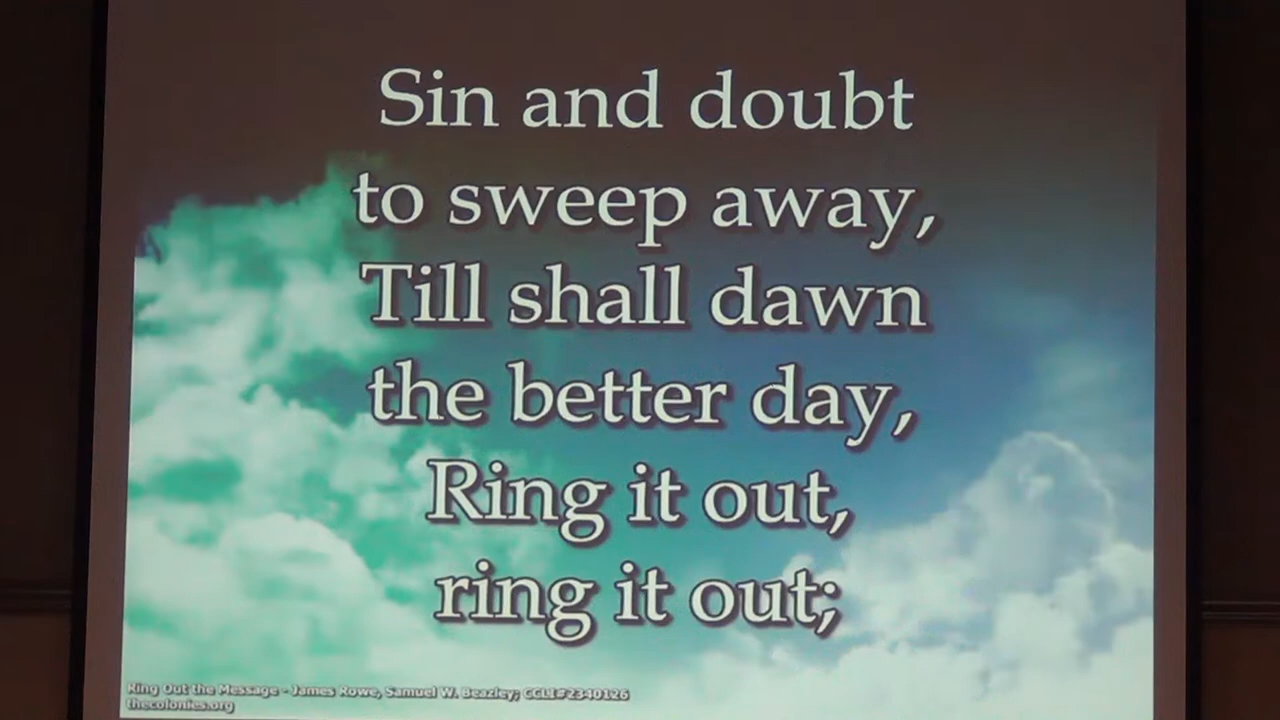 Sin and doubt
to sweep away,
Till shall dawn
the better day,
Ring it out,
ring it out;
Ring Out the Message - James Rowe, Samuel W. Beazley; CCLI#2340126
thecolonies.org